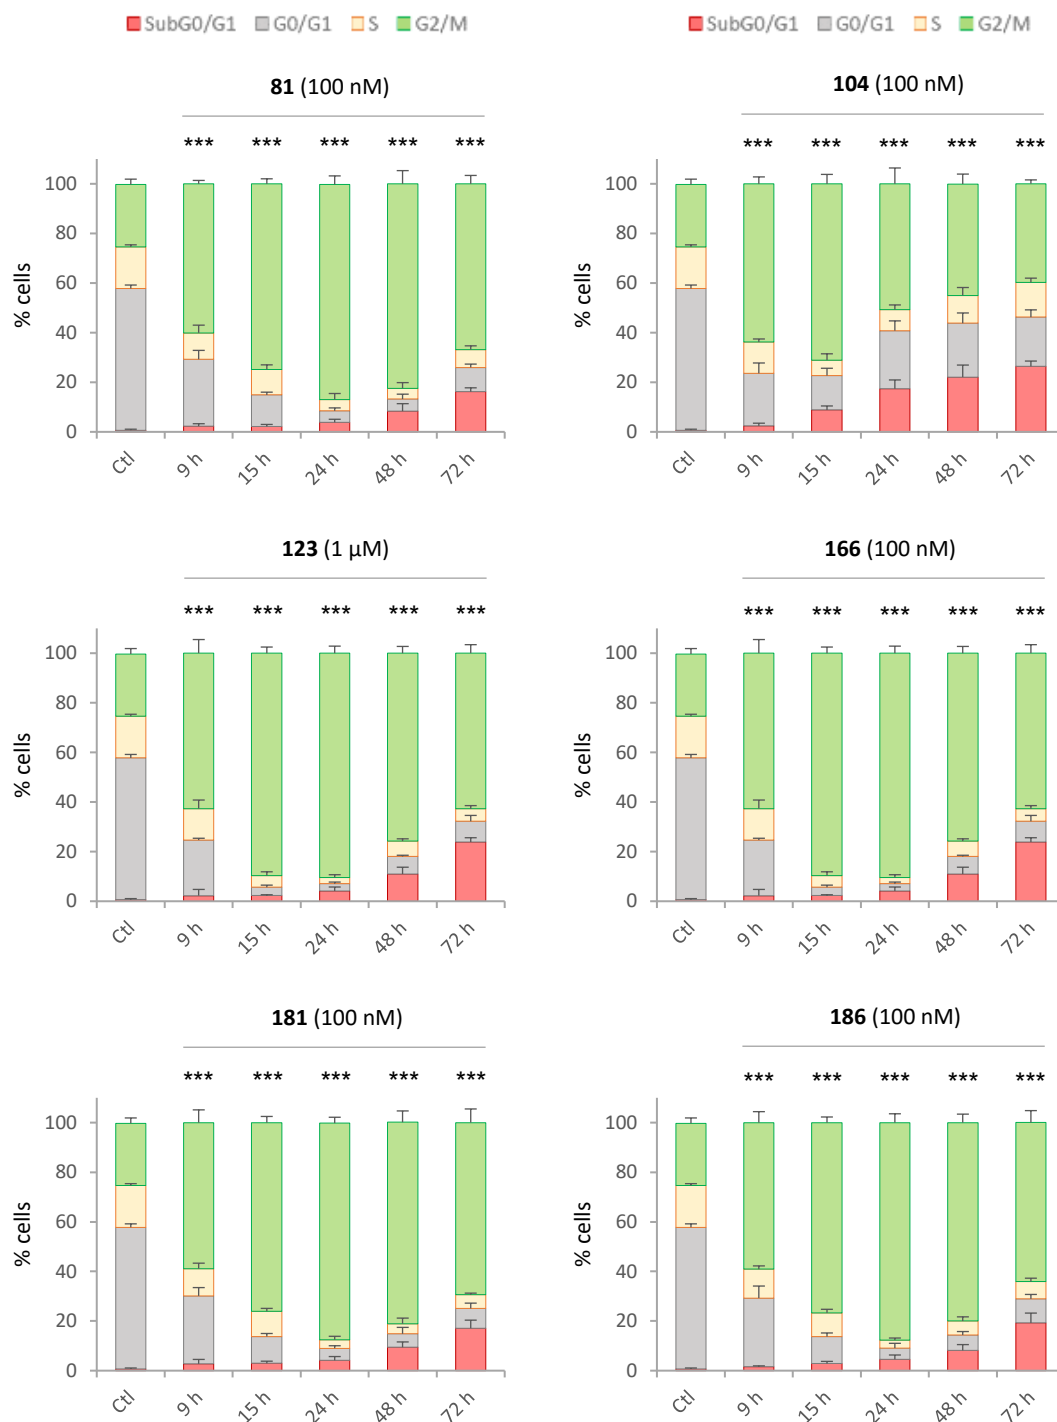 SubG0/G1 G0/G1 S G2/M
SubG0/G1 G0/G1 S G2/M
81 (100 nM)
*** *** *** *** ***
% cells
100
80
60
40
20
0
Ctl 9 h 15 h 24 h 48 h 72 h
104 (100 nM)
*** *** *** *** ***
% cells
100
80
60
40
20
0
Ctl 9 h 15 h 24 h 48 h 72 h
123 (1 µM)
*** *** *** *** ***
% cells
100
80
60
40
20
0
Ctl 9 h 15 h 24 h 48 h 72 h
166 (100 nM)
*** *** *** *** ***
% cells
100
80
60
40
20
0
Ctl 9 h 15 h 24 h 48 h 72 h
181 (100 nM)
*** *** *** *** ***
% cells
100
80
60
40
20
0
Ctl 9 h 15 h 24 h 48 h 72 h
186 (100 nM)
*** *** *** *** ***
% cells
100
80
60
40
20
0
Ctl 9 h 15 h 24 h 48 h 72 h